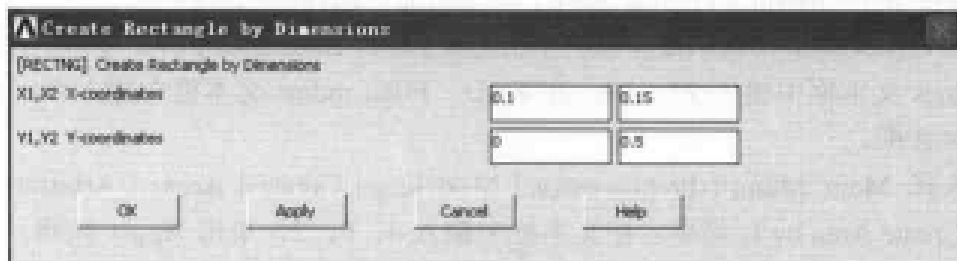 Create Rectangle by Dimensions
[RECTNG] Create Rectangle by Dimensions
X1,X2 X-coordinates 0.1 0.15
Y1,Y2 Y-coordinates 0 0.5
OK Apply Cancel Help